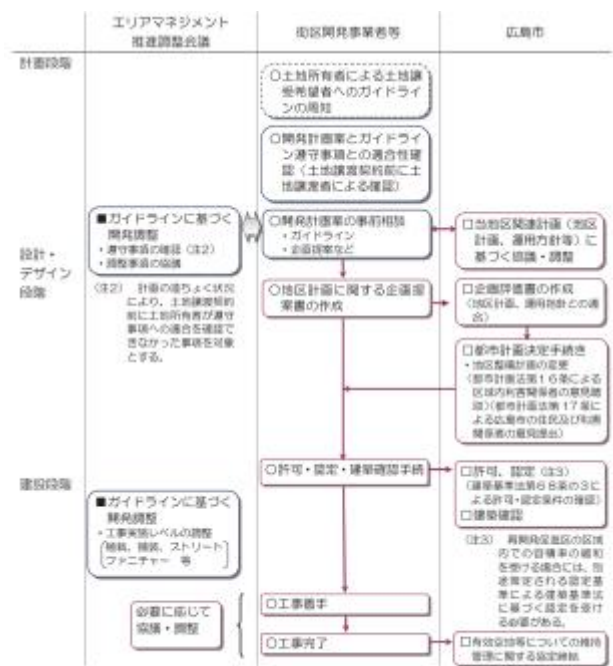 エリアマネジメント
推進調整会議
街区開発事業者等
広島市
計画段階
○土地所有者による土地譲
受希望者へのガイドライ
ンの周知
○開発計画案とガイドライ
ン遵守事項との適合性確
認（土地譲渡契約前に土
地譲渡者による確認）
■ガイドラインに基づく
開発調整
・遵守事項の確認（注2）
・調整事項の協議
○開発計画案の事前相談
・ガイドライン
・企画提案など
□当地区関連計画（地区
計画、運用方針等）に
基づく協議・調整
設計・
デザイン
段階
（注2） 計画の進ちょく状況
により、土地譲渡契約
前に土地所有者が遵守
事項への適合を確認で
きなかった事項を対象
とする。
○地区計画に関する企画提
案書の作成
□企画評価書の作成
（地区計画、運用指針との適
合）
□都市計画決定手続き
・地区整備計画の変更
（都市計画法第16条による
区域内利害関係者の意見聴
取）（都市計画法第17条に
よる広島市の住民及び利害
関係者の意見提出）
○許可・認定・建築確認手続
□許可、認定（注3）
（建築基準法第68条の3に
よる許可・認定条件の確認）
□建築確認
建設段階
■ガイドラインに基づく
開発調整
・工事実施レベルの調整
植栽、舗装、ストリート
ファニチャー 等
（注3） 再開発促進区の区域
内での容積率の緩和
を受ける場合には、別
途策定される認定基
準による建築基準法
に基づく認定を受け
る必要がある。
必要に応じて
協議・調整
○工事着手
○工事完了
□有効空地等についての維持
管理に関する協定締結